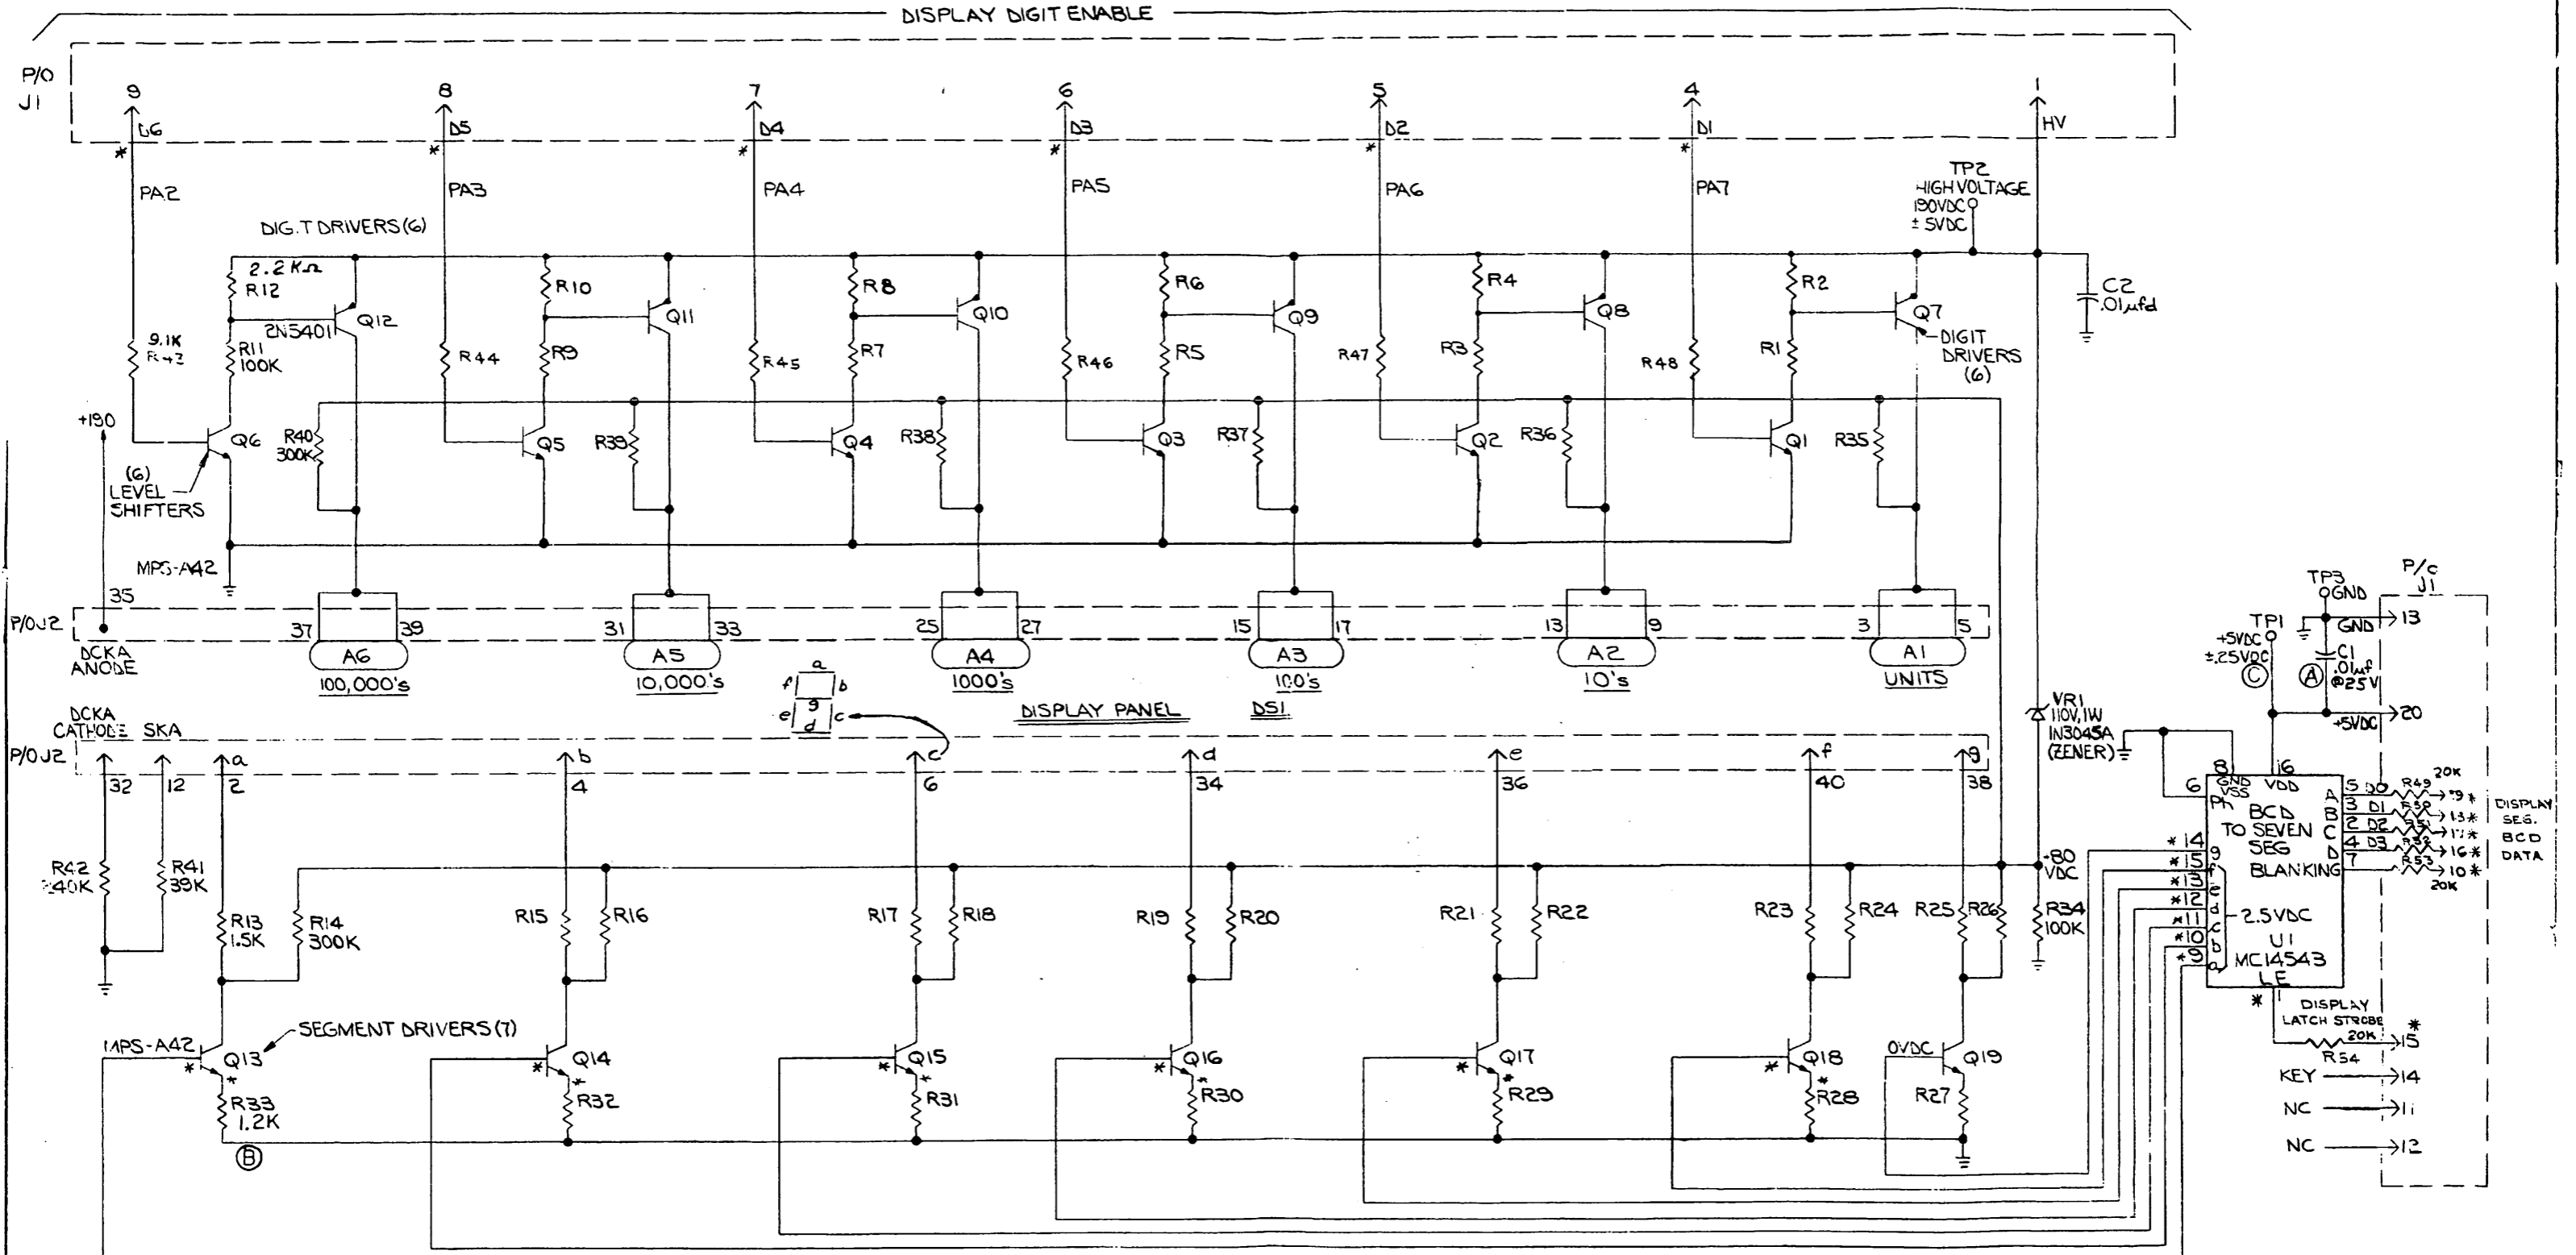 DISPLAY DIGIT ENABLE
P/O
J1
9
8
7
6
5
4
1
D6
D5
D4
D3
D2
D1
HV
*
*
*
*
*
*
PA2
PA3
PA4
PA5
PA6
PA7
TP2
HIGH VOLTAGE
190VDC
± 5VDC
DIG.T DRIVERS (6)
2.2 KΩ
R12
R10
R8
R6
R4
R2
C2
.01µfd
2N5401
Q12
Q11
Q10
Q9
Q8
Q7
DIGIT
DRIVERS
(6)
9.1K
R43
R11
100K
R44
R9
R45
R7
R46
R5
R47
R3
R48
R1
+190
Q6
R40
300K
Q5
R39
Q4
R38
Q3
R37
Q2
R36
Q1
R35
(6)
LEVEL
SHIFTERS
MPS-A42
35
P/O J2
37
39
31
33
25
27
15
17
13
9
3
5
DCKA
ANODE
A6
A5
A4
A3
A2
A1
100,000's
10,000's
1000's
100's
10's
UNITS
a
f
b
g
e
c
d
DISPLAY PANEL
DS1
TP3
GND
P/O
J1
13
GND
TP1
+5VDC
±.25VDC
C
A
C1
.01µf
@25V
20
+5VDC
DCKA
CATHODE
SKA
P/O J2
a
b
c
d
e
f
g
32
12
2
4
6
34
36
40
38
VR1
110V, 1W
IN3045A
(ZENER)
6
8
GND
VSS
16
VDD
Ph
BCD
TO SEVEN
SEG
BLANKING
A
B
C
D
5
3
2
4
7
D0
D1
D2
D3
R49
20K
R50
R51
R52
R53
20K
16*
10*
DISPLAY
SEG.
BCD
DATA
R42
R41
39K
+80
VDC
*14
*15
*13
*12
*11
*10
*9
g
f
e
d
c
b
a
2.5VDC
U1
MC14543
LE
1
*
R13
1.5K
R14
300K
R15
R16
R17
R18
R19
R20
R21
R22
R23
R24
R25
R26
R34
100K
DISPLAY
LATCH STROBE
20K
R54
*
15
KEY
14
NC
11
NC
12
MPS-A42
Q13
SEGMENT DRIVERS (7)
Q14
Q15
Q16
Q17
Q18
0VDC
Q19
*
*
*
*
*
*
*
*
*
*
*
*
R33
1.2K
R32
R31
R30
R29
R28
R27
B